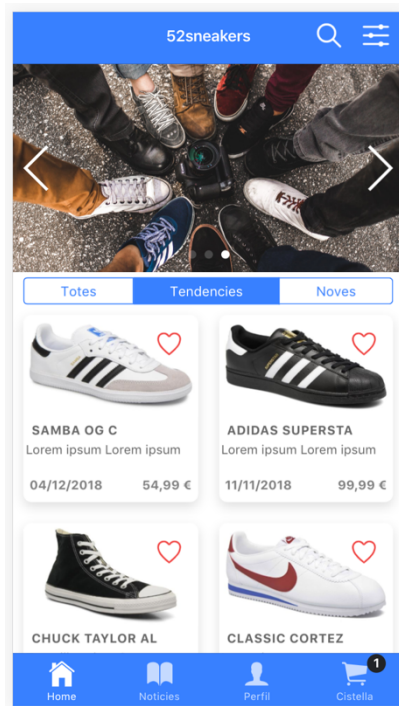 52sneakers
Totes
Tendencies
Noves
SAMBA OG C
Lorem ipsum Lorem ipsum
04/12/2018
54,99 €
ADIDAS SUPERSTA
Lorem ipsum Lorem ipsum
11/11/2018
99,99 €
CHUCK TAYLOR AL
CLASSIC CORTEZ
Home
Noticies
Perfil
1
Cistella